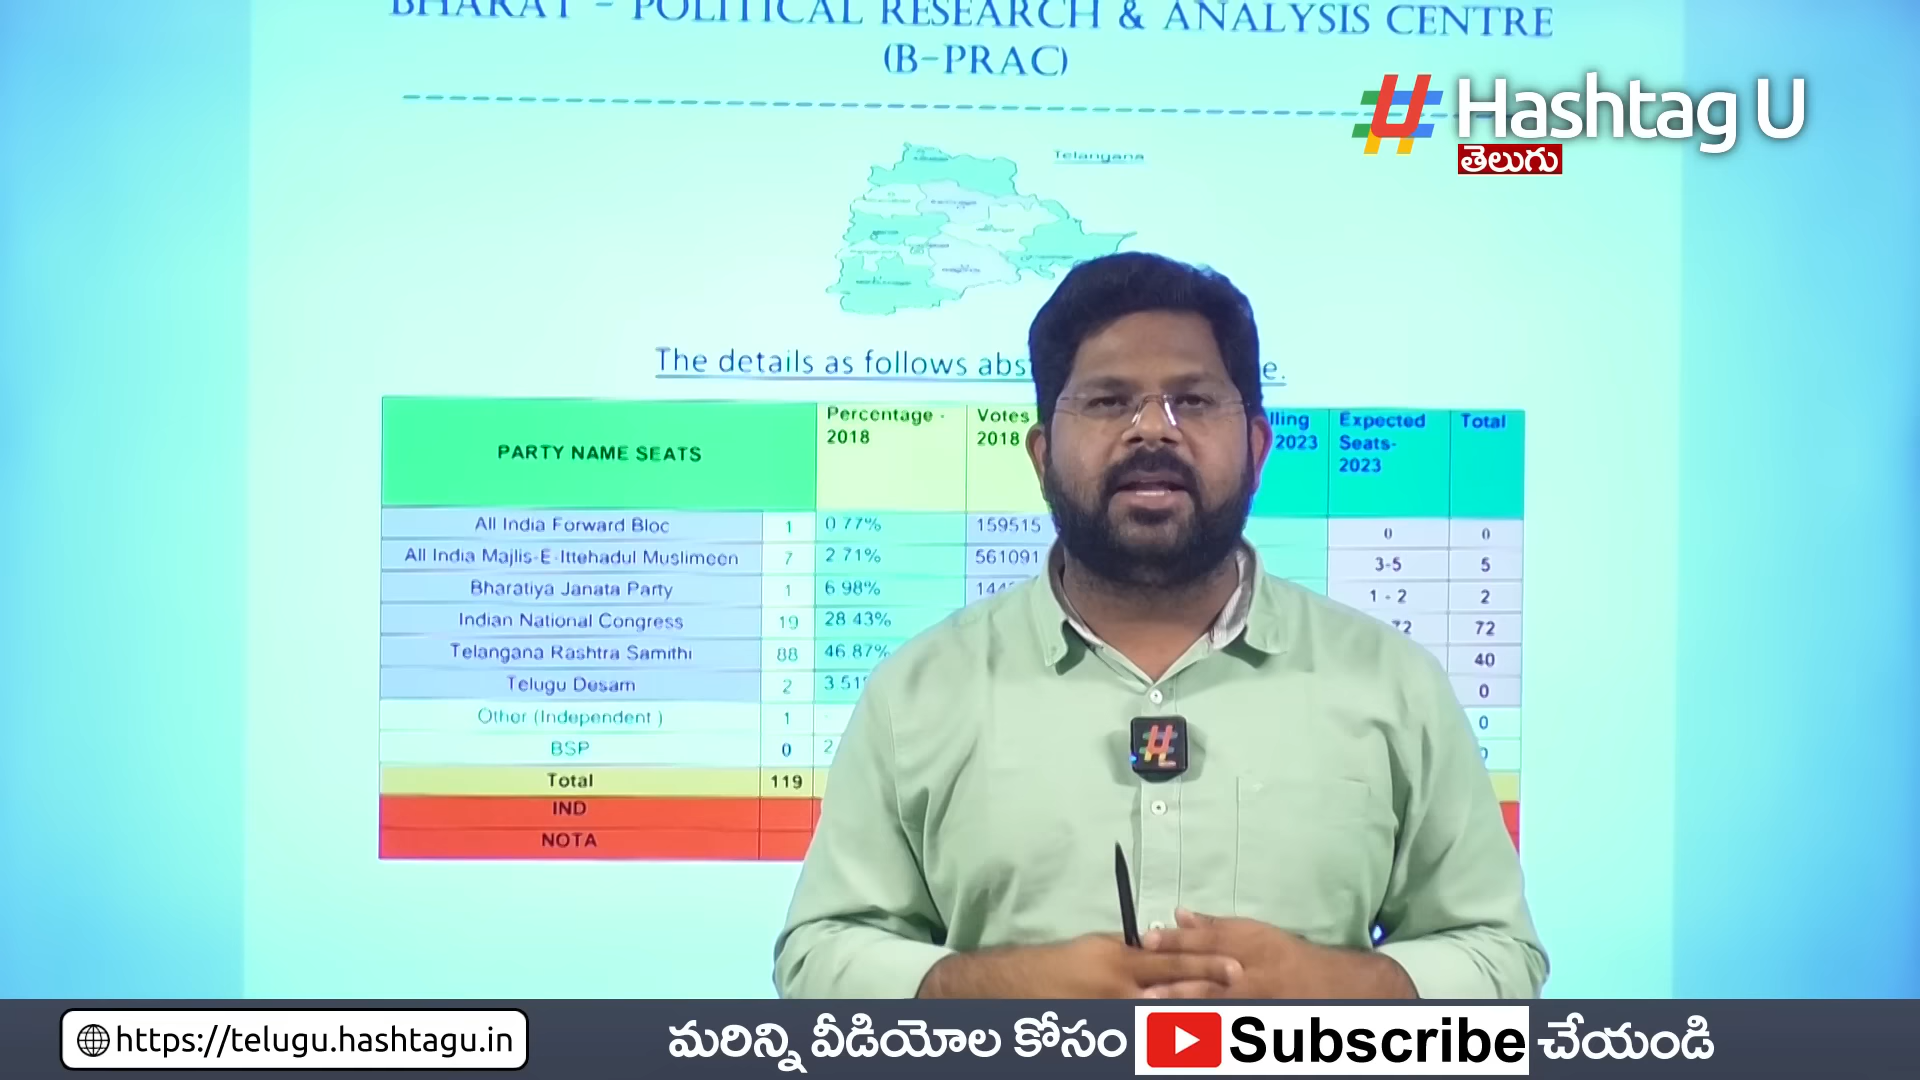 BHARAT - POLITICAL RESEARCH & ANALYSIS CENTRE
(B-PRAC)
Hashtag U
తెలుగు
Telangana
The details as follows
e.
PARTY NAME SEATS
Percentage -
2018
Votes
2018
2023
Expected
Seats-
2023
Total
All India Forward Bloc 1 0.77% 159515 0 0
All India Majlis-E-Ittehadul Muslimeen 7 2.71% 561091 3-5 5
Bharatiya Janata Party 1 6.98% 1 - 2 2
Indian National Congress 19 28.43% 72 72
Telangana Rashtra Samithi 88 46.87% 40
Telugu Desam 2 3.51 0
Other (Independent ) 1 0
BSP 0 2
Total 119
IND
NOTA
https://telugu.hashtagu.in
మరిన్ని వీడియోల కోసం Subscribe చేయండి